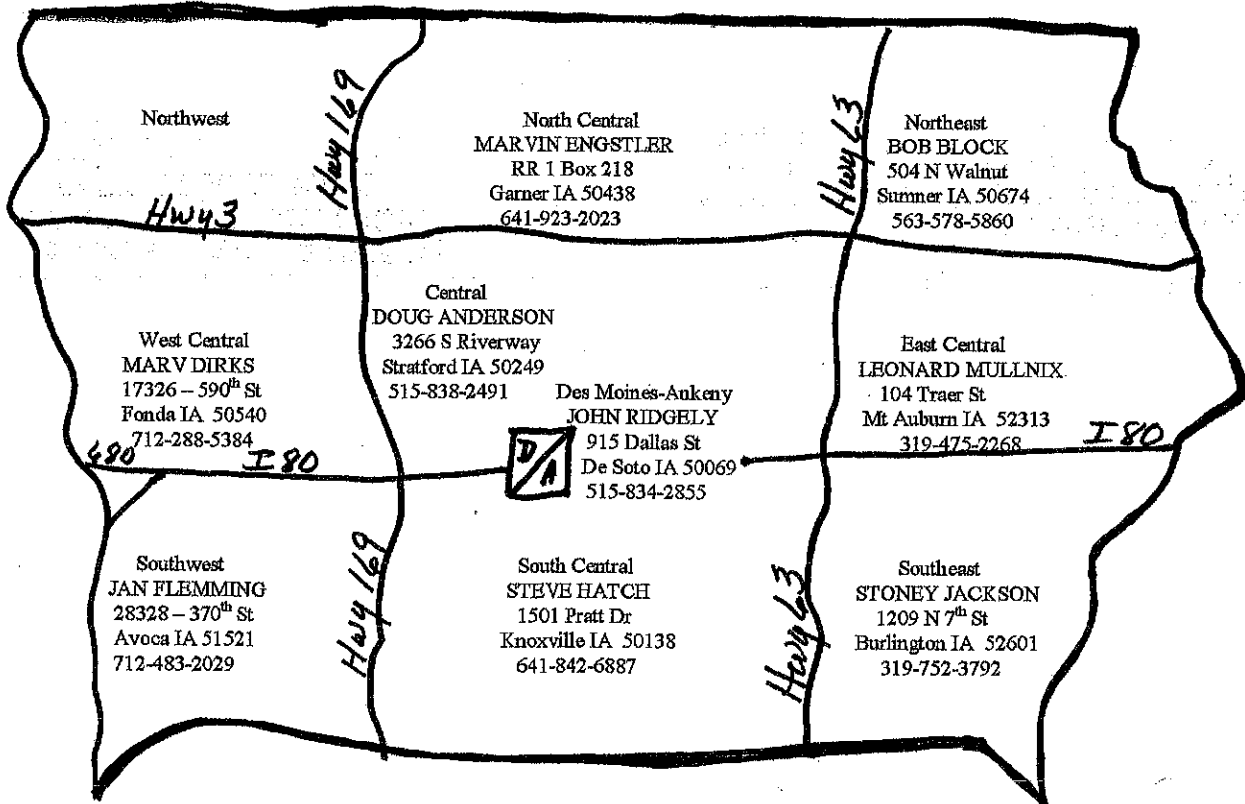 Northwest
Hwy 169
North Central
MARVIN ENGSTLER
RR 1 Box 218
Garner IA 50438
641-923-2023
Hwy 63
Northeast
BOB BLOCK
504 N Walnut
Sumner IA 50674
563-578-5860
Hwy 3
West Central
MARV DIRKS
17326 – 590th St
Fonda IA 50540
712-288-5384
Central
DOUG ANDERSON
3266 S Riverway
Stratford IA 50249
515-838-2491
Des Moines-Ankeny
JOHN RIDGELY
915 Dallas St
De Soto IA 50069
515-834-2855
D/A
East Central
LEONARD MULLNIX
104 Traer St
Mt Auburn IA 52313
319-475-2268
I80
680
I80
Southwest
JAN FLEMMING
28328 – 370th St
Avoca IA 51521
712-483-2029
Hwy 169
South Central
STEVE HATCH
1501 Pratt Dr
Knoxville IA 50138
641-842-6887
Hwy 63
Southeast
STONEY JACKSON
1209 N 7th St
Burlington IA 52601
319-752-3792